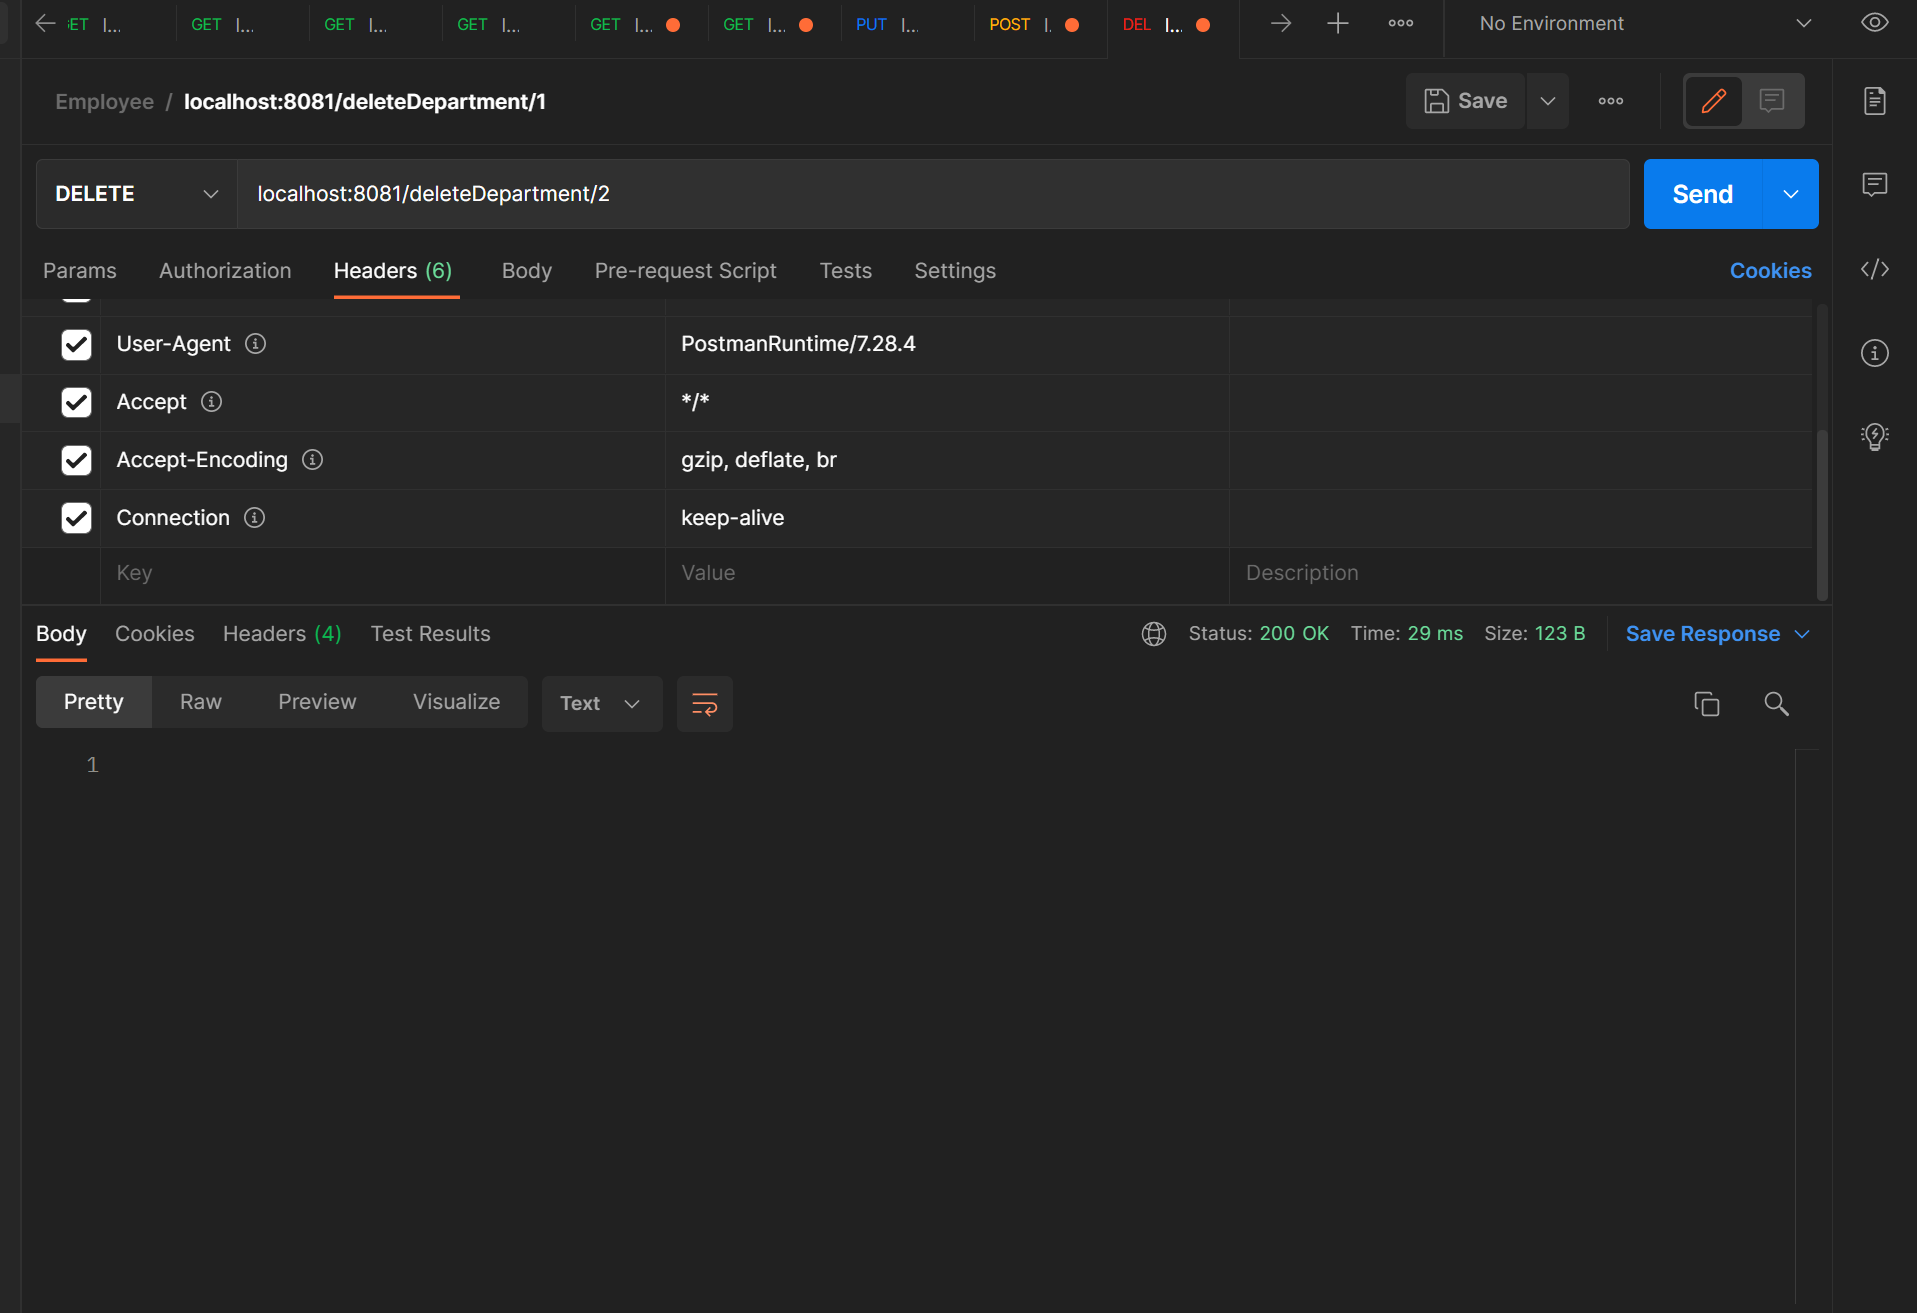 ET l... GET l... GET l... GET l... GET l... GET l... PUT l... POST l. DEL l... No Environment
Employee / localhost:8081/deleteDepartment/1 Save
DELETE localhost:8081/deleteDepartment/2 Send
Params Authorization Headers (6) Body Pre-request Script Tests Settings Cookies
User-Agent PostmanRuntime/7.28.4
Accept */*
Accept-Encoding gzip, deflate, br
Connection keep-alive
Key Value Description
Body Cookies Headers (4) Test Results Status: 200 OK Time: 29 ms Size: 123 B Save Response
Pretty Raw Preview Visualize Text
1